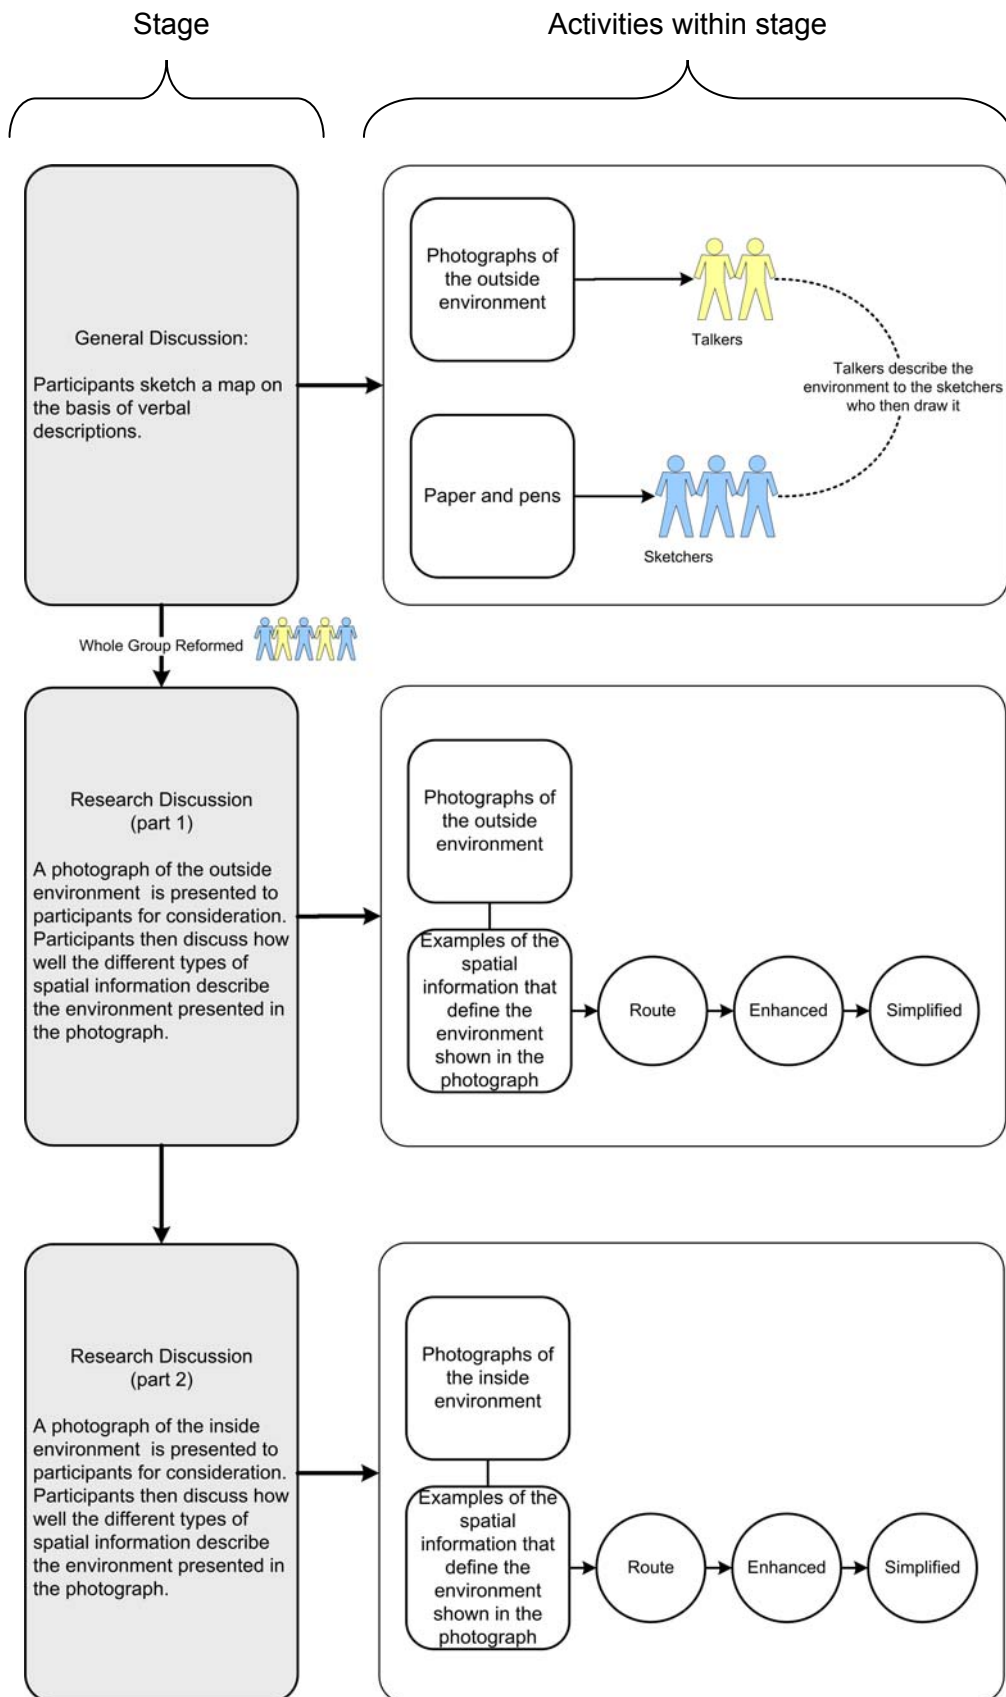 Stage
Activities within stage
General Discussion:
Participants sketch a map on
the basis of verbal
descriptions.
Photographs of
the outside
environment
Talkers
Talkers describe the
environment to the sketchers
who then draw it
Paper and pens
Sketchers
Whole Group Reformed
Research Discussion
(part 1)
A photograph of the outside
environment  is presented to
participants for consideration.
Participants then discuss how
well the different types of
spatial information describe
the environment presented in
the photograph.
Photographs of
the outside
environment
Examples of the
spatial
information that
define the
environment
shown in the
photograph
Route
Enhanced
Simplified
Research Discussion
(part 2)
A photograph of the inside
environment  is presented to
participants for consideration.
Participants then discuss how
well the different types of
spatial information describe
the environment presented in
the photograph.
Photographs of
the inside
environment
Examples of the
spatial
information that
define the
environment
shown in the
photograph
Route
Enhanced
Simplified